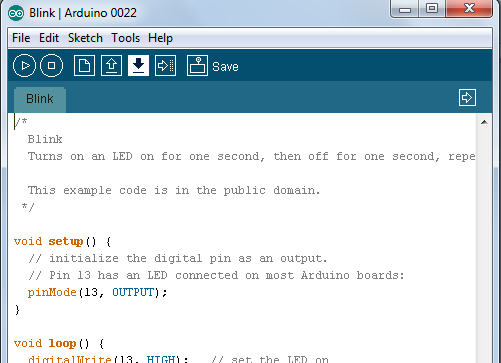 Blink | Arduino 0022
File Edit Sketch Tools Help
Save
Blink
/*
Blink
Turns on an LED on for one second, then off for one second, repe
This example code is in the public domain.
*/
void setup() {
// initialize the digital pin as an output.
// Pin 13 has an LED connected on most Arduino boards:
pinMode(13, OUTPUT);
}
void loop() {
digitalWrite(13, HIGH); // set the LED on